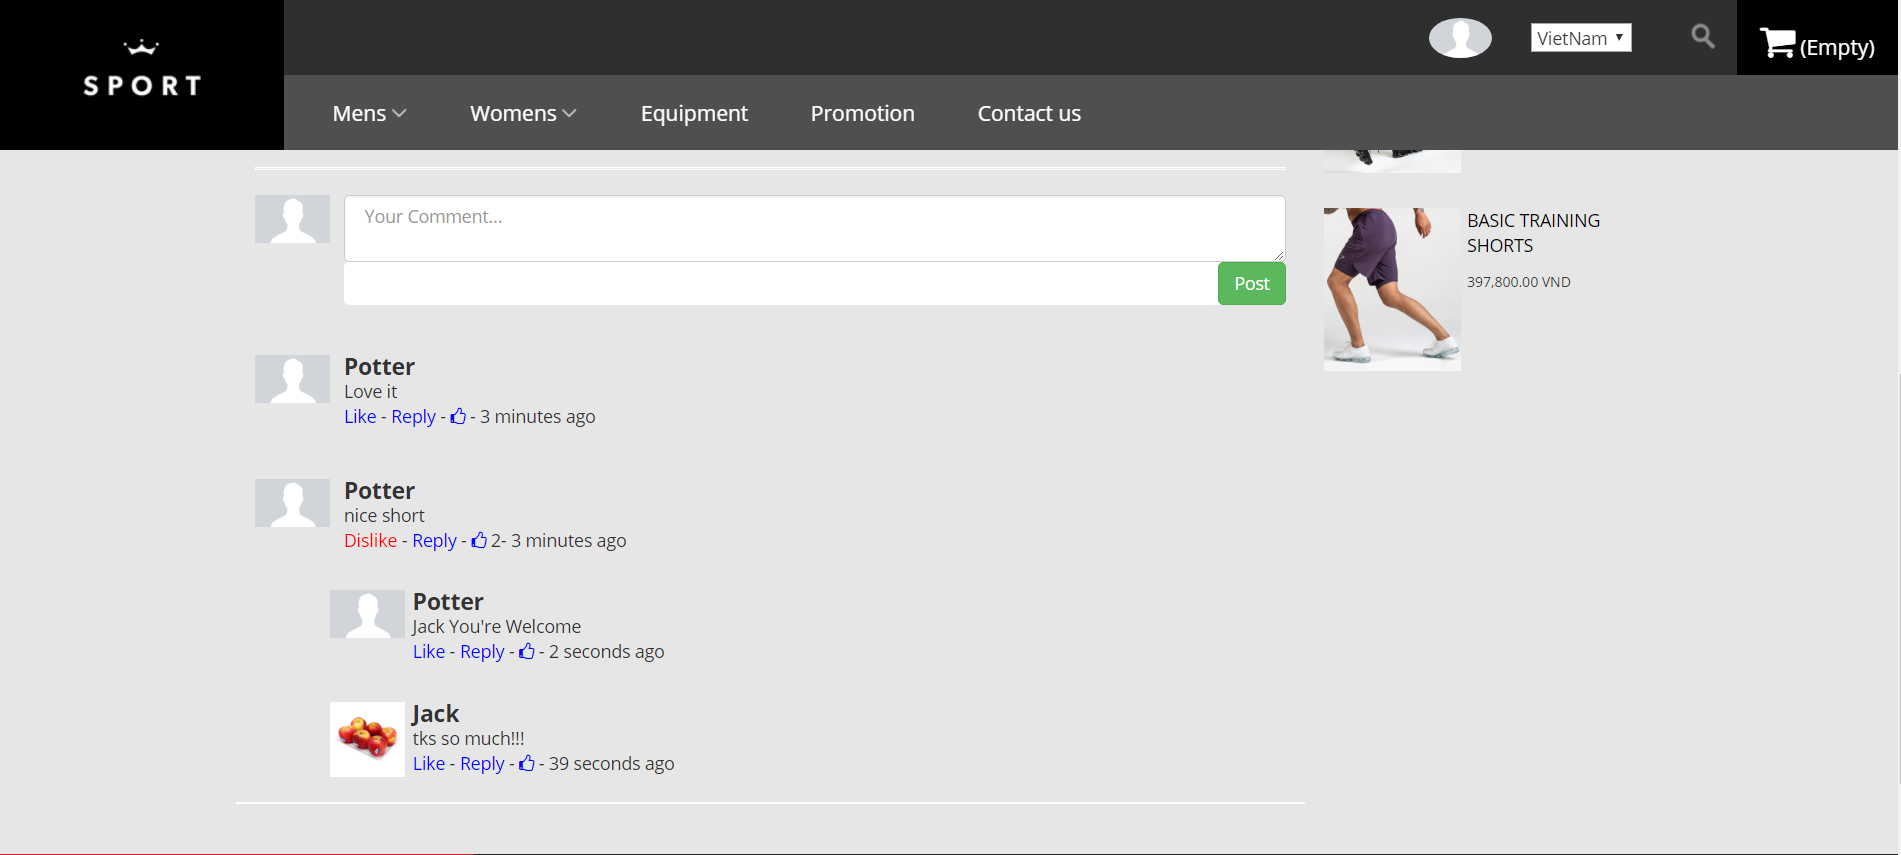 SPORT
VietNam
(Empty)
Mens
Womens
Equipment
Promotion
Contact us
Your Comment...
Post
Potter
Love it
Like - Reply - - 3 minutes ago
Potter
nice short
Dislike - Reply - 2- 3 minutes ago
Potter
Jack You're Welcome
Like - Reply - - 2 seconds ago
Jack
tks so much!!!
Like - Reply - - 39 seconds ago
BASIC TRAINING
SHORTS
397,800.00 VND